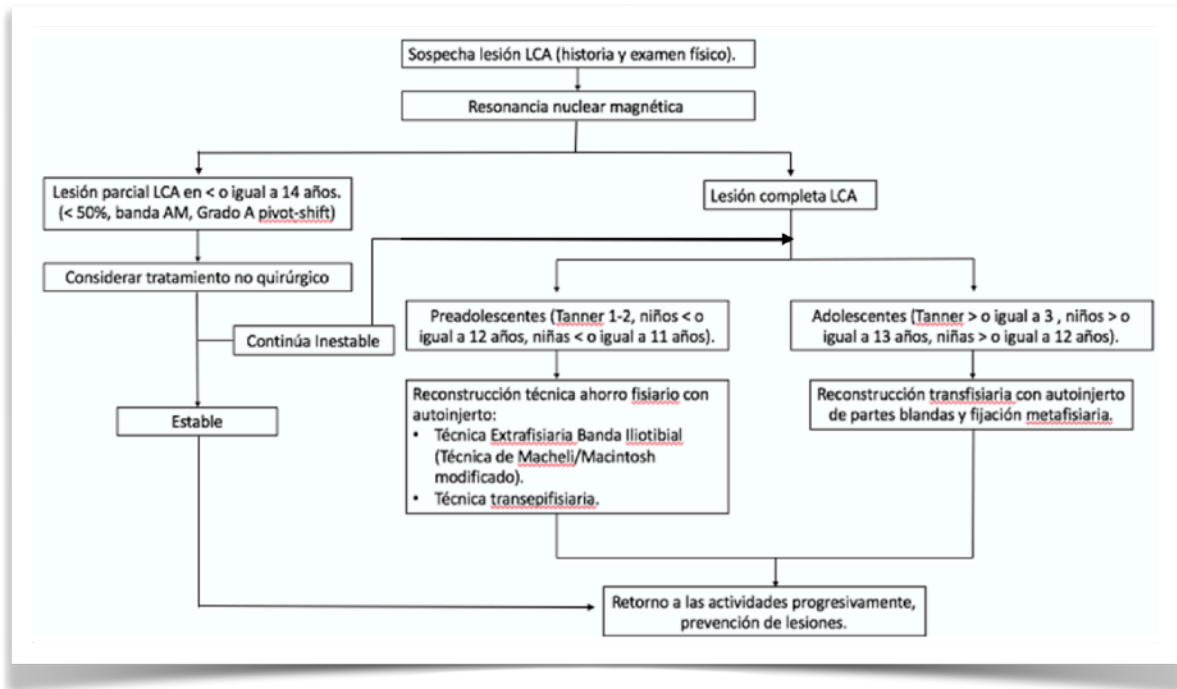 Sospecha lesión LCA (historia y examen físico).
Resonancia nuclear magnética
Lesión parcial LCA en < o igual a 14 años.
(< 50%, banda AM, Grado A pivot-shift)
Lesión completa LCA
Considerar tratamiento no quirúrgico
Continúa Inestable
Preadolescentes (Tanner 1-2, niños < o
igual a 12 años, niñas < o igual a 11 años).
Adolescentes (Tanner > o igual a 3 , niños > o
igual a 13 años, niñas > o igual a 12 años).
Estable
Reconstrucción técnica ahorro fisiario con
autoinjerto:
• Técnica Extrafisiaria Banda Iliotibial
(Técnica de Macheli/Macintosh
modificado).
• Técnica transepifisiaria.
Reconstrucción transfisiaria con autoinjerto
de partes blandas y fijación metafisiaria.
Retorno a las actividades progresivamente,
prevención de lesiones.